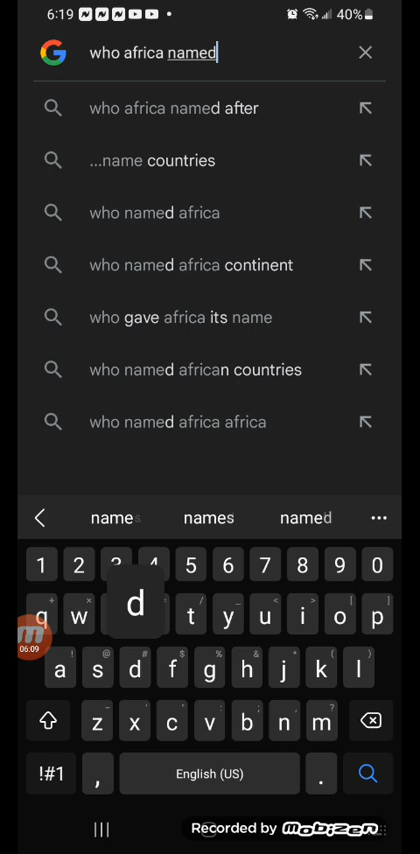 6:19 40%
who africa named
who africa named after
...name countries
who named africa
who named africa continent
who gave africa its name
who named african countries
who named africa africa
names names named
1 2 3 4 5 6 7 8 9 0
d
q w t y u i o p
06:09
a s d f g h j k l
z x c v b n m
!#1 , English (US) .
Recorded by mobizen